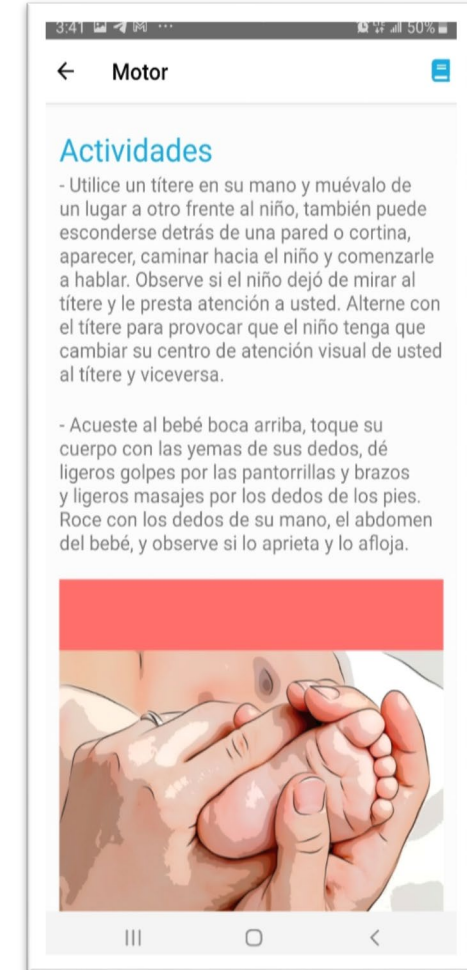 3:41 ... 50%
Motor
Actividades
- Utilice un títere en su mano y muévalo de
un lugar a otro frente al niño, también puede
esconderse detrás de una pared o cortina,
aparecer, caminar hacia el niño y comenzarle
a hablar. Observe si el niño dejó de mirar al
títere y le presta atención a usted. Alterne con
el títere para provocar que el niño tenga que
cambiar su centro de atención visual de usted
al títere y viceversa.
- Acueste al bebé boca arriba, toque su
cuerpo con las yemas de sus dedos, dé
ligeros golpes por las pantorrillas y brazos
y ligeros masajes por los dedos de los pies.
Roce con los dedos de su mano, el abdomen
del bebé, y observe si lo aprieta y lo afloja.